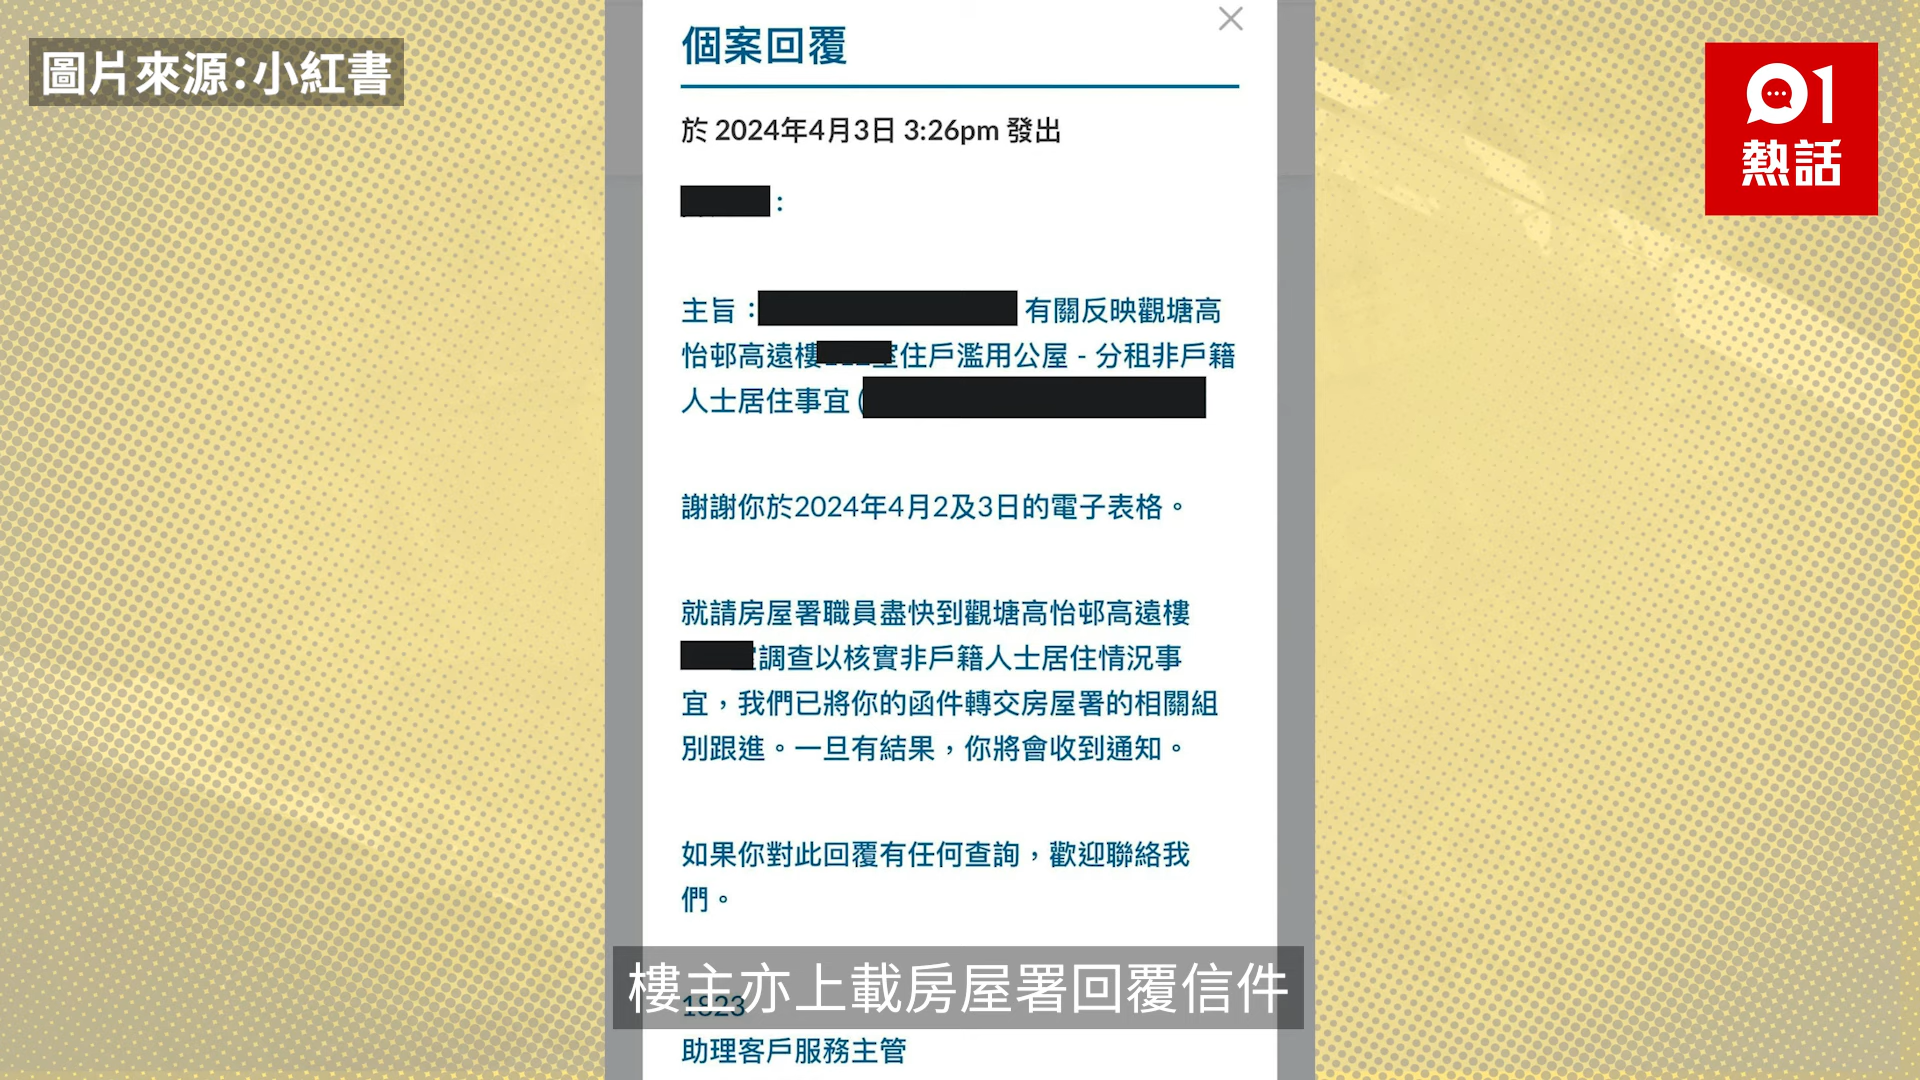 圖片來源:小紅書
01
熱話
個案回覆
於 2024年4月3日 3:26pm 發出
:
主旨: 有關反映觀塘高
怡邨高遠樓 室住戶濫用公屋 - 分租非戶籍
人士居住事宜 (
謝謝你於2024年4月2及3日的電子表格。
就請房屋署職員盡快到觀塘高怡邨高遠樓
調查以核實非戶籍人士居住情況事
宜,我們已將你的函件轉交房屋署的相關組
別跟進。一旦有結果,你將會收到通知。
如果你對此回覆有任何查詢,歡迎聯絡我
們。
樓主亦上載房屋署回覆信件
1823
助理客戶服務主管